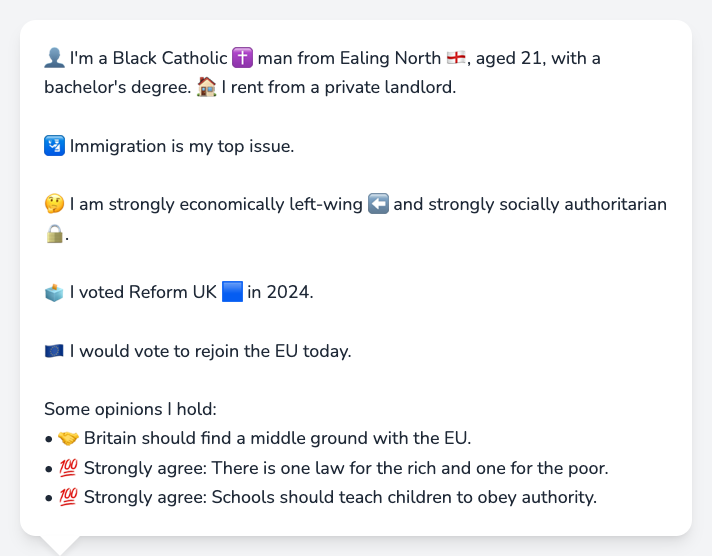 👤 I'm a Black Catholic ✝️ man from Ealing North 🏴󠁧󠁢󠁥󠁮󠁧󠁿, aged 21, with a
bachelor's degree. 🏠 I rent from a private landlord.
🛂 Immigration is my top issue.
🤔 I am strongly economically left-wing ⬅️ and strongly socially authoritarian
🔒.
🗳️ I voted Reform UK 🟦 in 2024.
🇪🇺 I would vote to rejoin the EU today.
Some opinions I hold:
• 🤝 Britain should find a middle ground with the EU.
• 💯 Strongly agree: There is one law for the rich and one for the poor.
• 💯 Strongly agree: Schools should teach children to obey authority.